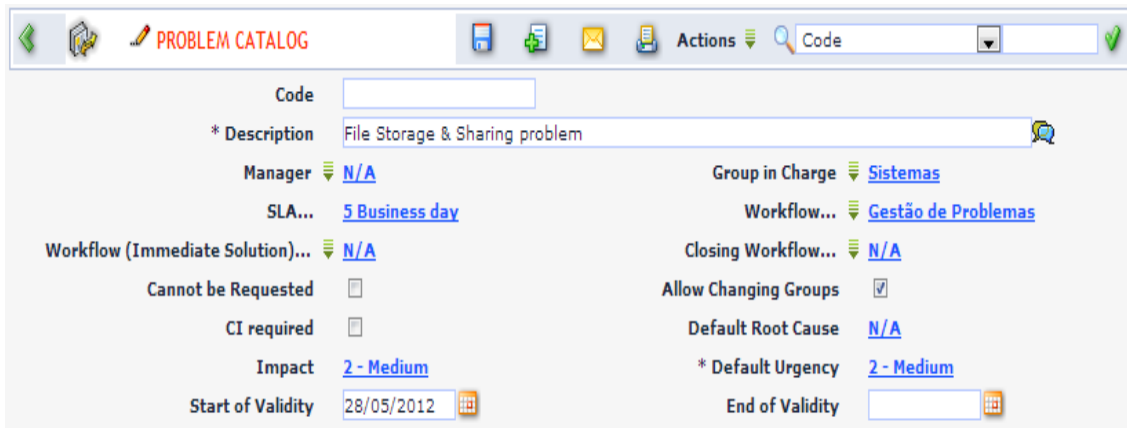 PROBLEM CATALOG Actions Code
Code
* Description File Storage & Sharing problem
Manager N/A Group in Charge Sistemas
SLA... 5 Business day Workflow... Gestão de Problemas
Workflow (Immediate Solution)... N/A Closing Workflow... N/A
Cannot be Requested Allow Changing Groups
CI required Default Root Cause N/A
Impact 2 - Medium * Default Urgency 2 - Medium
Start of Validity 28/05/2012 End of Validity